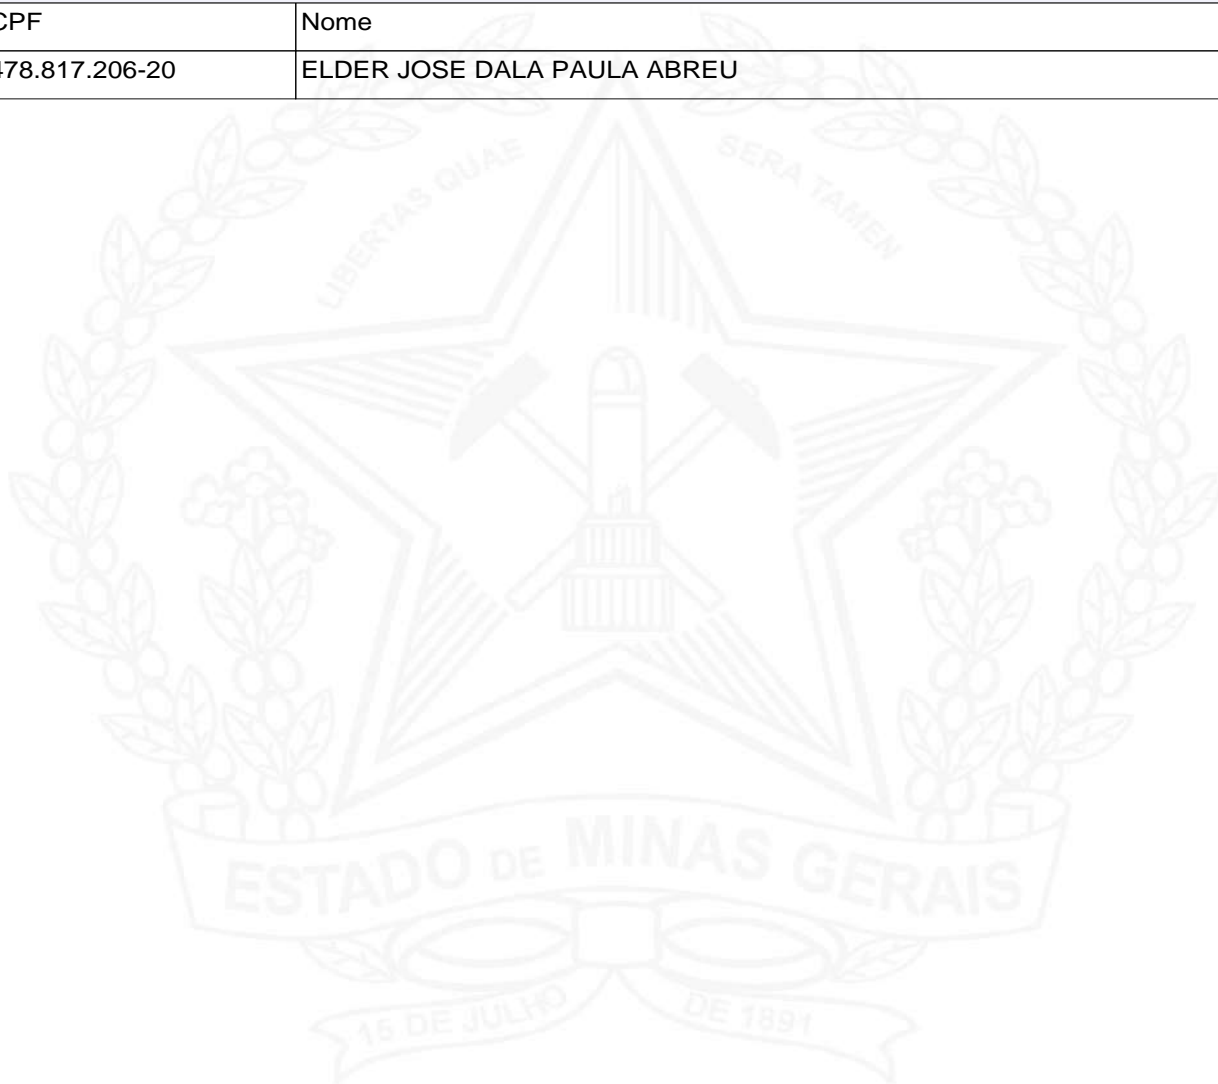 CPF Nome
478.817.206-20 ELDER JOSE DALA PAULA ABREU
LIBERTAS QUAE SERA TAMEN
ESTADO DE MINAS GERAIS
15 DE JULHO DE 1891